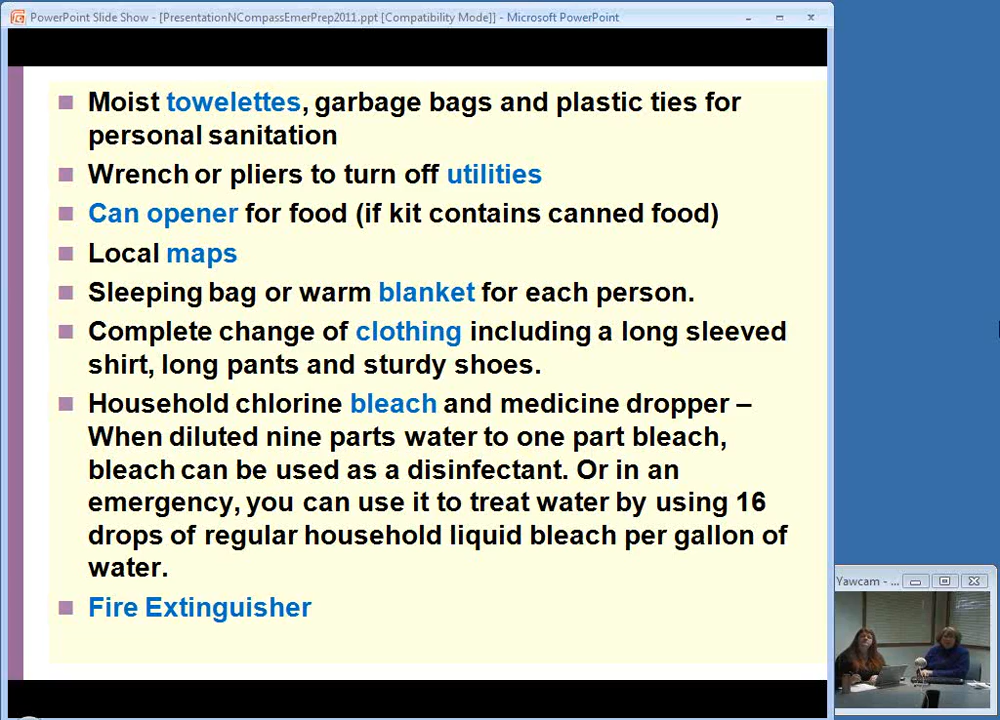 PowerPoint Slide Show - [PresentationNCompassEmerPrep2011.ppt [Compatibility Mode]] - Microsoft PowerPoint
Moist towelettes, garbage bags and plastic ties for
personal sanitation
Wrench or pliers to turn off utilities
Can opener for food (if kit contains canned food)
Local maps
Sleeping bag or warm blanket for each person.
Complete change of clothing including a long sleeved
shirt, long pants and sturdy shoes.
Household chlorine bleach and medicine dropper –
When diluted nine parts water to one part bleach,
bleach can be used as a disinfectant. Or in an
emergency, you can use it to treat water by using 16
drops of regular household liquid bleach per gallon of
water.
Fire Extinguisher
Yawcam - ...